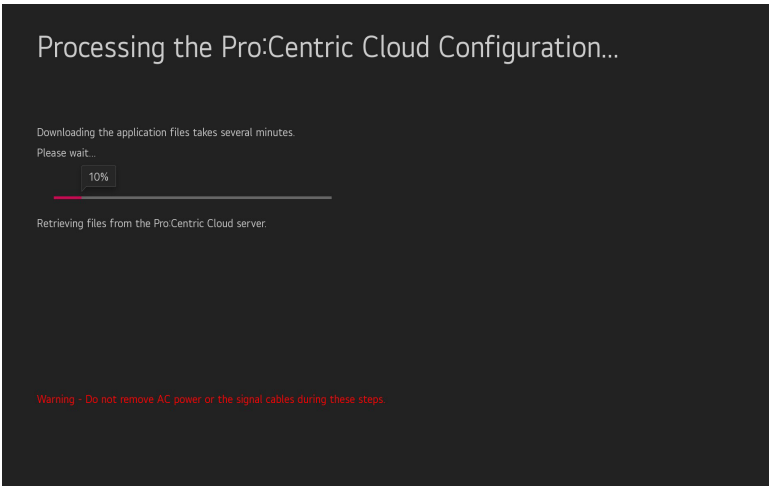 Processing the Pro:Centric Cloud Configuration...
Downloading the application files takes several minutes.
Please wait...
10%
Retrieving files from the Pro:Centric Cloud server.
Warning - Do not remove AC power or the signal cables during these steps.